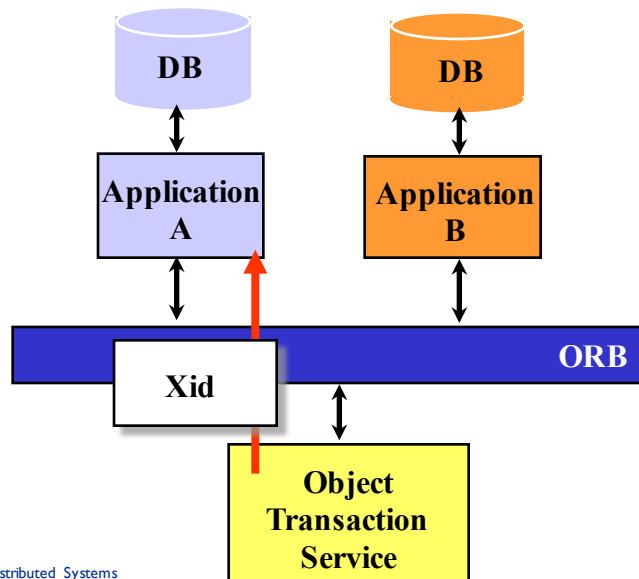 DB
DB
Application
A
Application
B
ORB
Xid
Object
Transaction
Service
stributed Systems